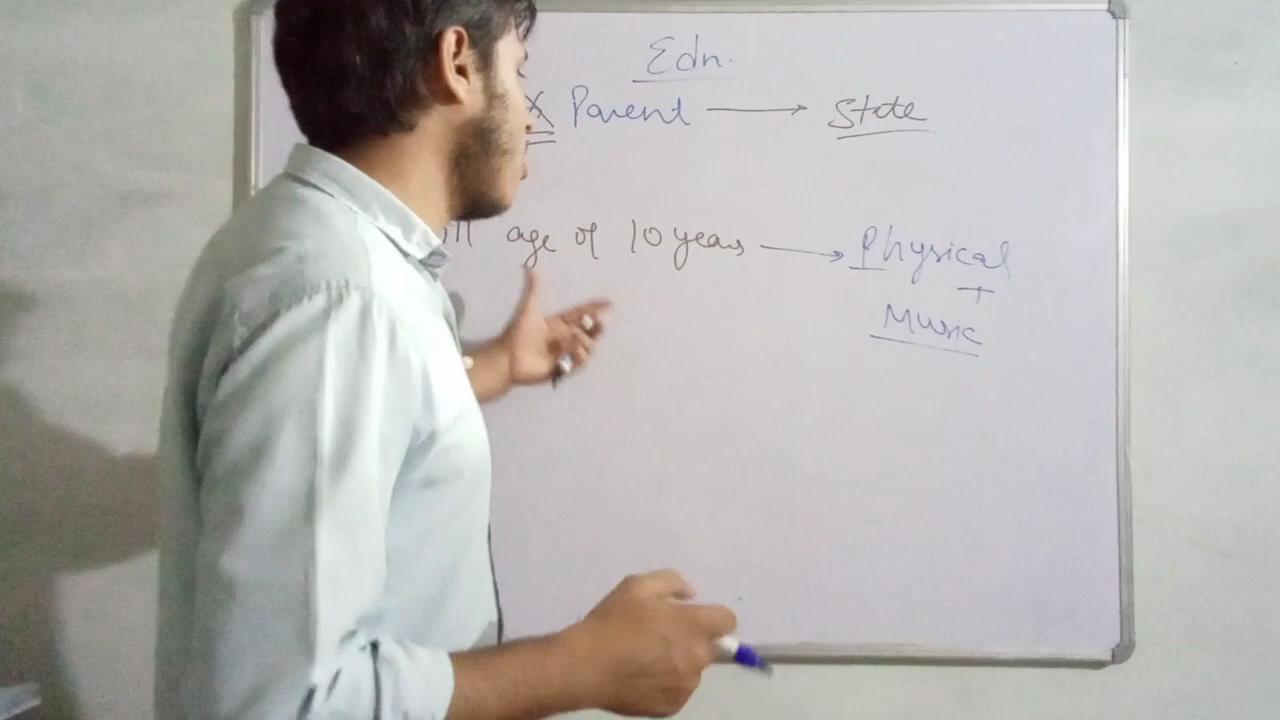 Edn.
X Parent → State
age of 10 years → Physical
+
Music